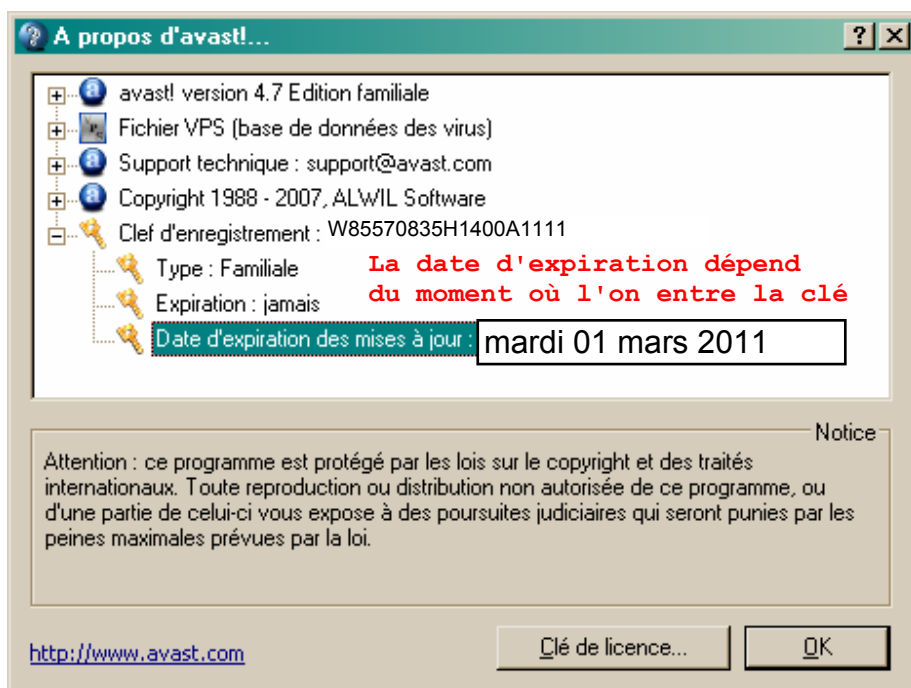 A propos d'avast!...
avast! version 4.7 Edition familiale
Fichier VPS (base de données des virus)
Support technique : support@avast.com
Copyright 1988 - 2007, ALWIL Software
Clef d'enregistrement : W85570835H1400A1111
Type : Familiale
La date d'expiration dépend
Expiration : jamais
du moment où l'on entre la clé
Date d'expiration des mises à jour : mardi 01 mars 2011
Notice
Attention : ce programme est protégé par les lois sur le copyright et des traités
internationaux. Toute reproduction ou distribution non autorisée de ce programme, ou
d'une partie de celui-ci vous expose à des poursuites judiciaires qui seront punies par les
peines maximales prévues par la loi.
http://www.avast.com
Clé de licence...
OK